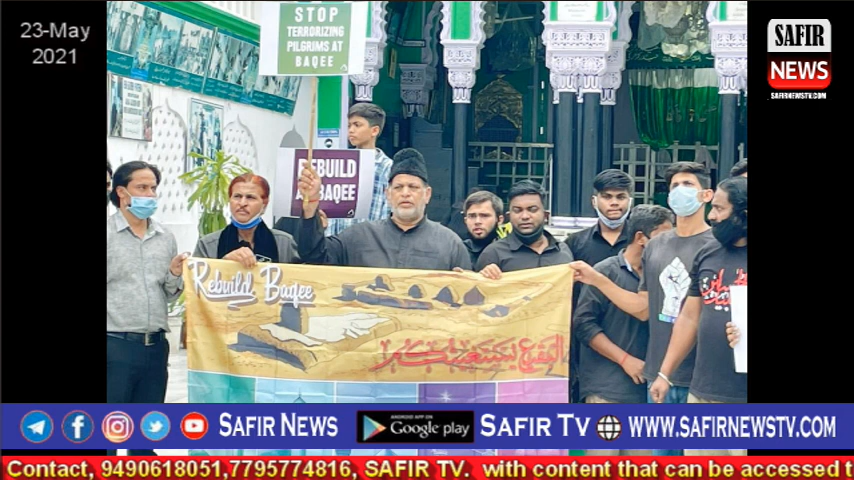 23-May
2021
STOP
TERRORIZING
PILGRIMS AT
BAQEE
SAFIR
NEWS
SAFIRNEWSTV.COM
REBUILD
BAQEE
Rebuild Baqee
SAFIR NEWS
ANDROID APP ON
Google play
SAFIR TV
WWW.SAFIRNEWSTV.COM
Contact, 9490618051,7795774816, SAFIR TV. with content that can be accessed t